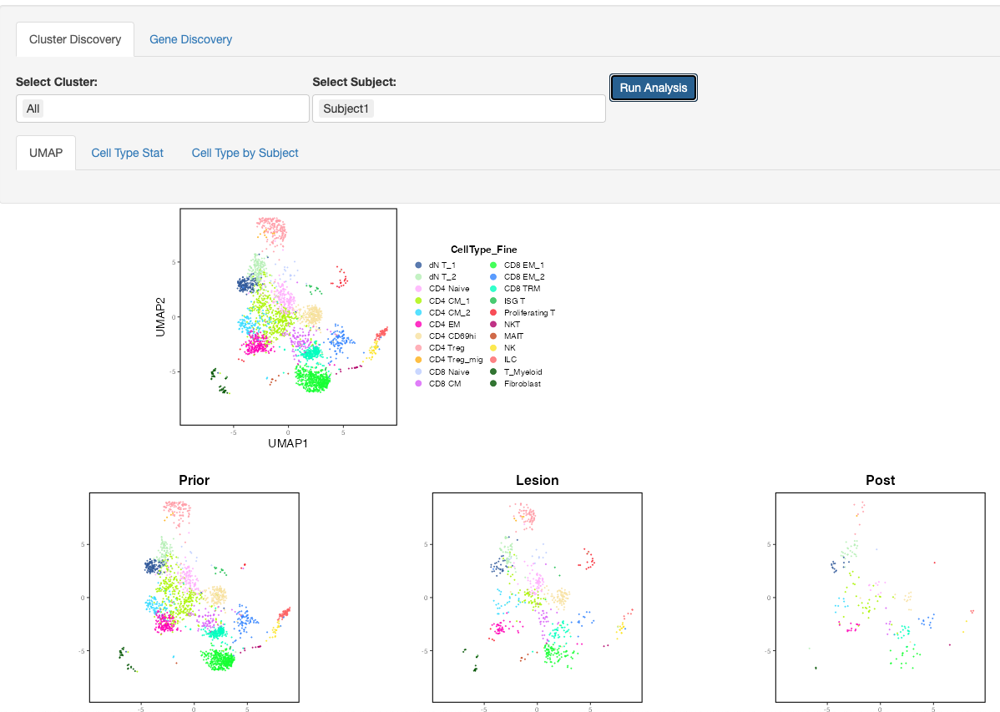 Cluster Discovery Gene Discovery
Select Cluster: Select Subject:
Run Analysis
All Subject1
UMAP Cell Type Stat Cell Type by Subject
CellType_Fine
dN T_1 CD8 EM_1
dN T_2 CD8 EM_2
CD4 Naive CD8 TRM
CD4 CM_1 ISG T
CD4 CM_2 Proliferating T
CD4 EM NKT
CD4 CD69hi MAIT
CD4 Treg NK
CD4 Treg_mig ILC
CD8 Naive T_Myeloid
CD8 CM Fibroblast
UMAP2
5
0
-5
-5 0 5
UMAP1
Prior Lesion Post
5 5 5
0 0 0
-5 -5 -5
-5 0 5 -5 0 5 -5 0 5